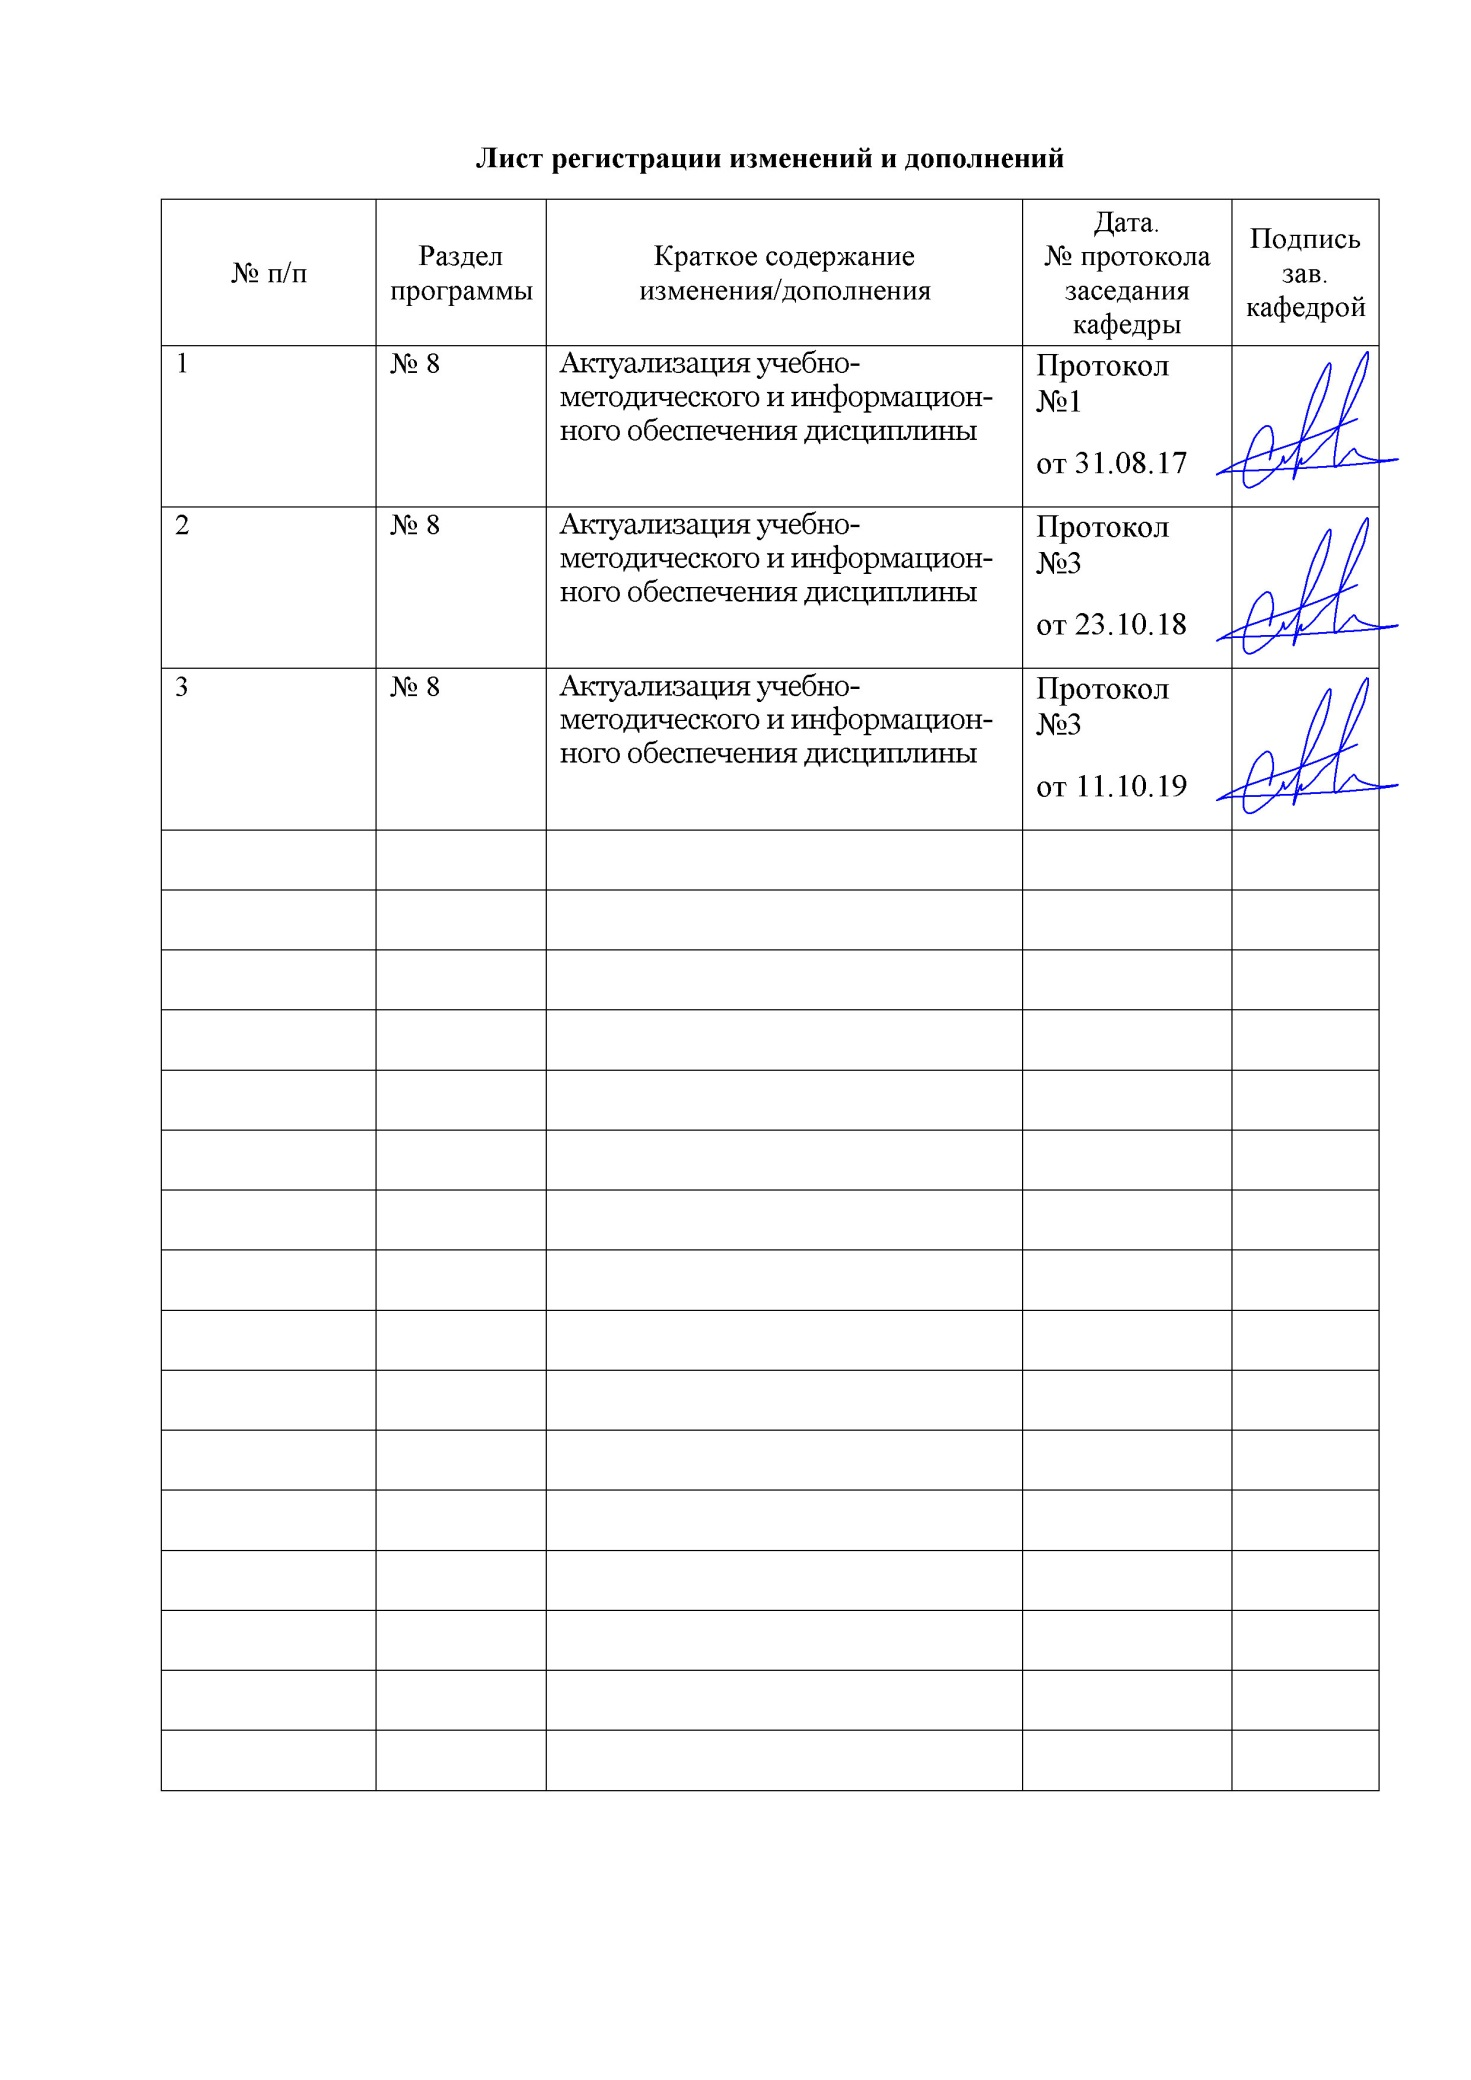 Лист регистрации изменений и дополнений
№ п/п
Раздел
программы
Краткое содержание
изменения/дополнения
Дата.
№ протокола
заседания
кафедры
Подпись
зав.
кафедрой
1
№ 8
Актуализация учебно-
методического и информацион-
ного обеспечения дисциплины
Протокол
№1
от 31.08.17
2
№ 8
Актуализация учебно-
методического и информацион-
ного обеспечения дисциплины
Протокол
№3
от 23.10.18
3
№ 8
Актуализация учебно-
методического и информацион-
ного обеспечения дисциплины
Протокол
№3
от 11.10.19